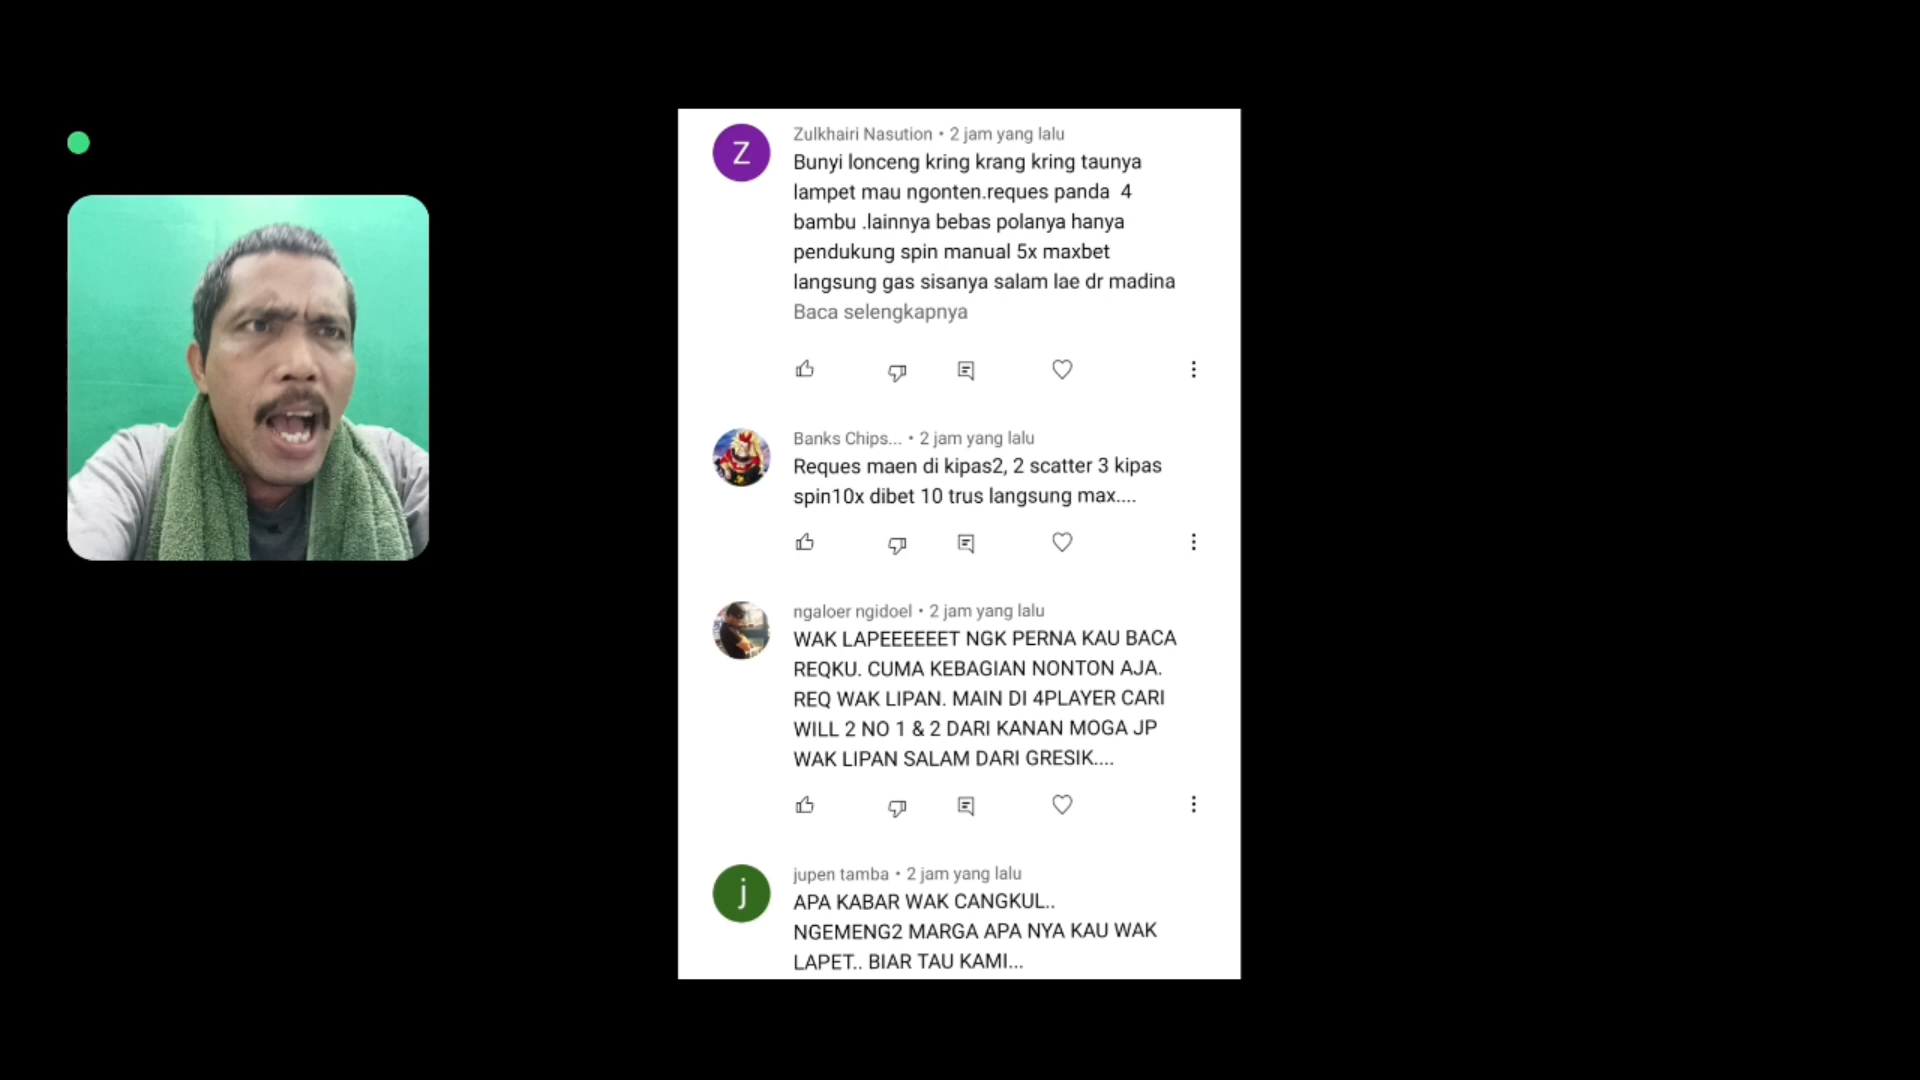 Z
Zulkhairi Nasution • 2 jam yang lalu
Bunyi lonceng kring krang kring taunya
lampet mau ngonten.reques panda  4
bambu .lainnya bebas polanya hanya
pendukung spin manual 5x maxbet
langsung gas sisanya salam lae dr madina
Baca selengkapnya
Banks Chips... • 2 jam yang lalu
Reques maen di kipas2, 2 scatter 3 kipas
spin10x dibet 10 trus langsung max....
ngaloer ngidoel • 2 jam yang lalu
WAK LAPEEEEEEET NGK PERNA KAU BACA
REQKU. CUMA KEBAGIAN NONTON AJA.
REQ WAK LIPAN. MAIN DI 4PLAYER CARI
WILL 2 NO 1 & 2 DARI KANAN MOGA JP
WAK LIPAN SALAM DARI GRESIK....
j
jupen tamba • 2 jam yang lalu
APA KABAR WAK CANGKUL..
NGEMENG2 MARGA APA NYA KAU WAK
LAPET.. BIAR TAU KAMI...